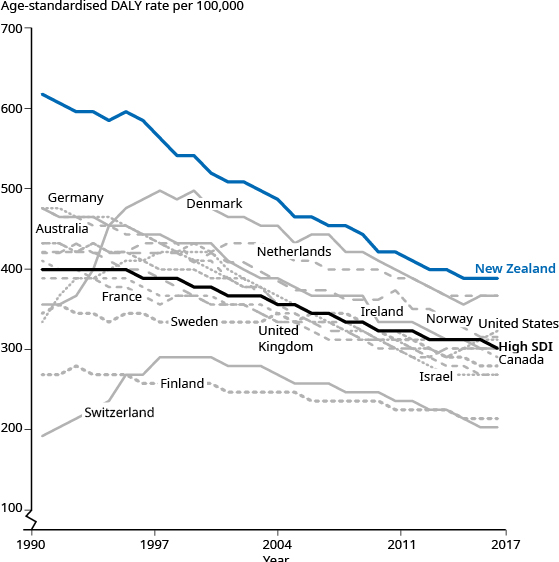 Age-standardised DALY rate per 100,000
700
600
500
400
300
200
100
Germany
Denmark
Australia
Netherlands
New Zealand
France
Ireland
Norway
United States
Sweden
United
Kingdom
High SDI
Canada
Israel
Finland
Switzerland
1990
1997
2004
2011
2017
Year